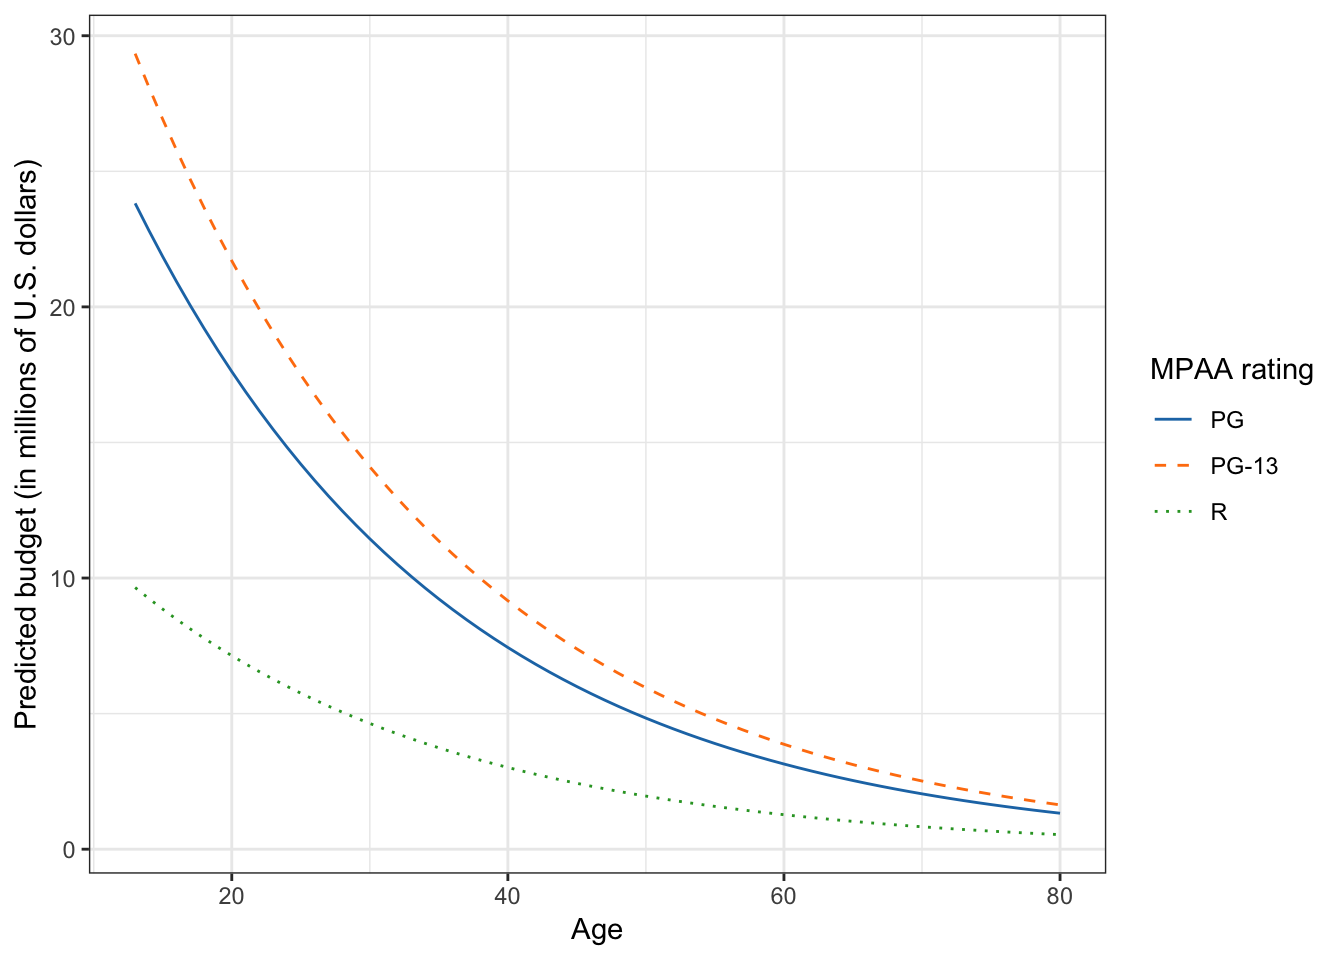 30
20
10
0
Predicted budget (in millions of U.S. dollars)
20 40 60 80
Age
MPAA rating
PG
PG-13
R